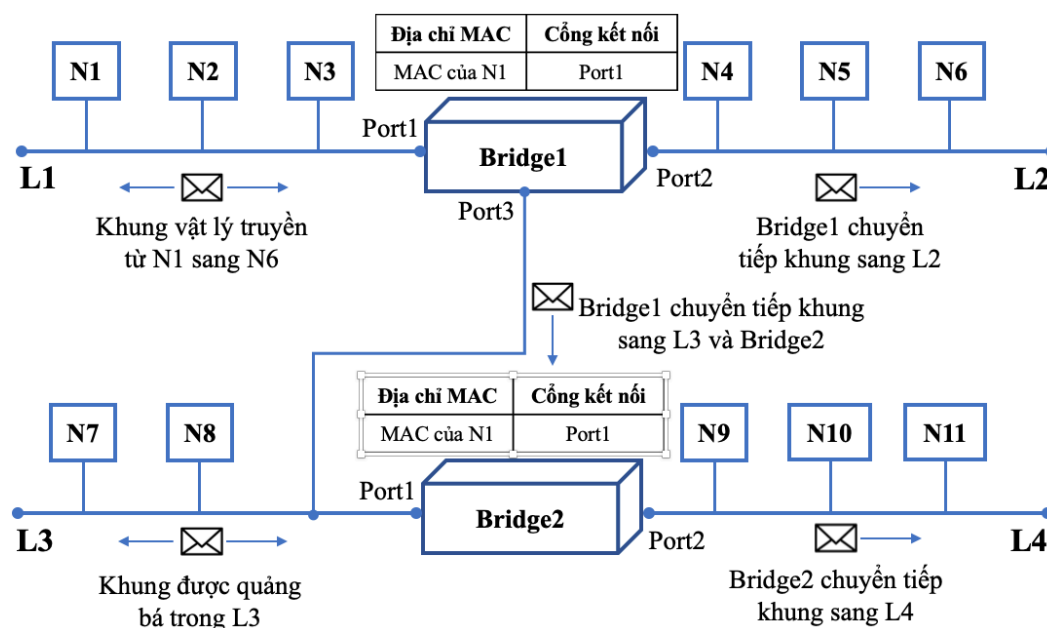 Địa chỉ MAC Cổng kết nối
MAC của N1 Port1
N1 N2 N3 N4 N5 N6
Port1
Bridge1
L1 Port2 L2
Port3
Khung vật lý truyền
từ N1 sang N6
Bridge1 chuyển
tiếp khung sang L2
Bridge1 chuyển tiếp khung
sang L3 và Bridge2
Địa chỉ MAC Cổng kết nối
MAC của N1 Port1
N7 N8 N9 N10 N11
Port1
Bridge2
L3 Port2 L4
Khung được quảng
bá trong L3
Bridge2 chuyển tiếp
khung sang L4